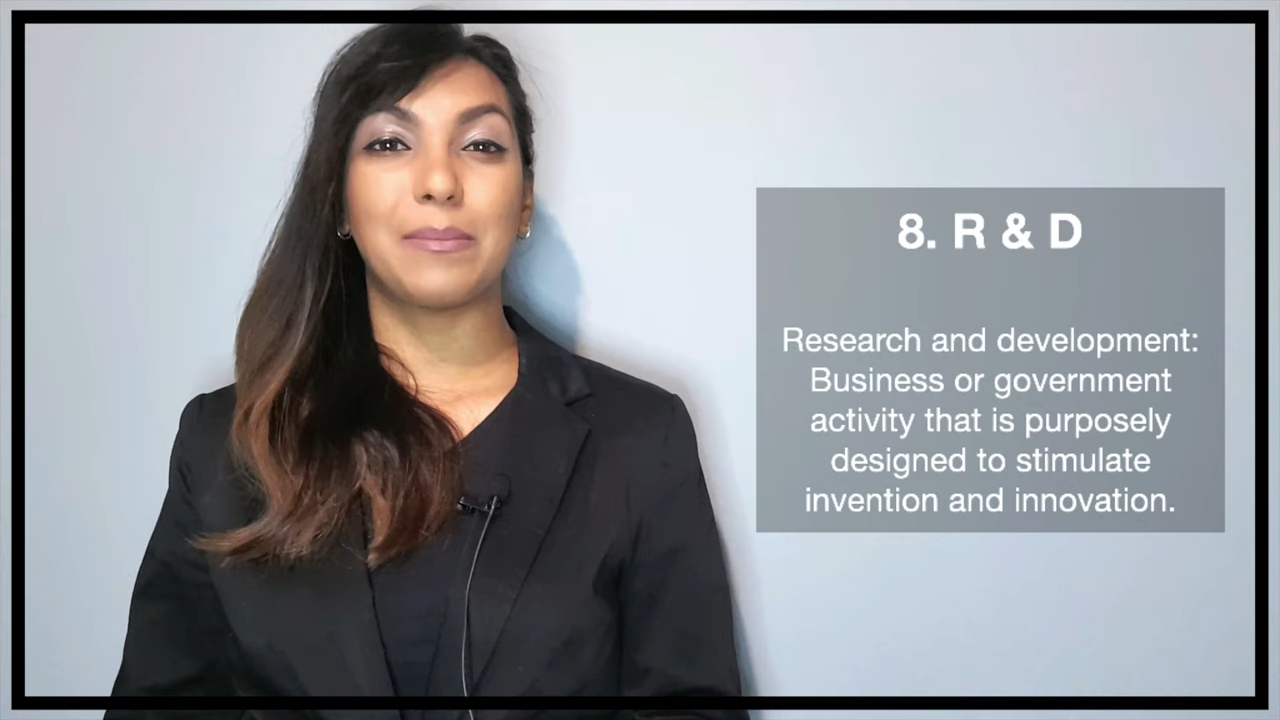 8. R & D
Research and development:
Business or government
activity that is purposely
designed to stimulate
invention and innovation.